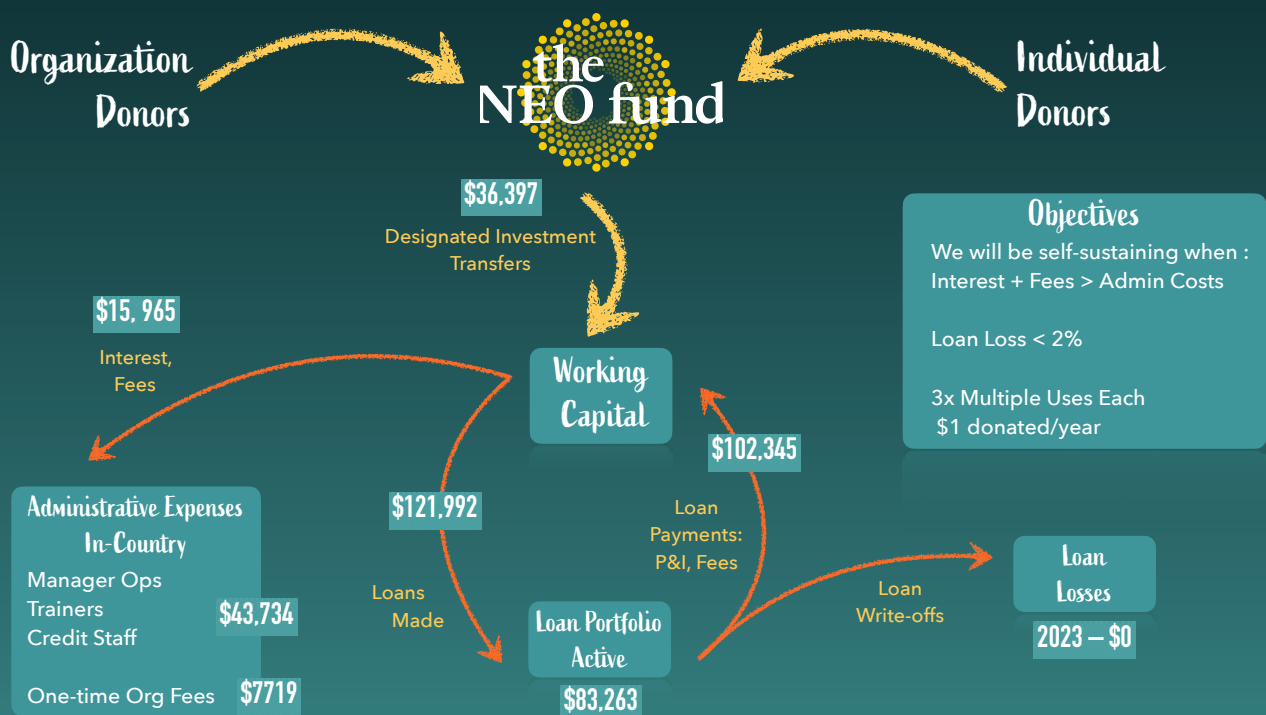 Organization
Donors
the
NEO fund
Individual
Donors
$36,397
Designated Investment
Transfers
Objectives
We will be self-sustaining when :
Interest + Fees > Admin Costs
Loan Loss < 2%
3x Multiple Uses Each
$1 donated/year
$15, 965
Interest,
Fees
Working
Capital
$102,345
$121,992
Loan
Payments:
P&I, Fees
Loans
Made
Administrative Expenses
In-Country
Manager Ops
Trainers
Credit Staff
$43,734
One-time Org Fees $7719
Loan Portfolio
Active
$83,263
Loan
Write-offs
Loan
Losses
2023 – $0